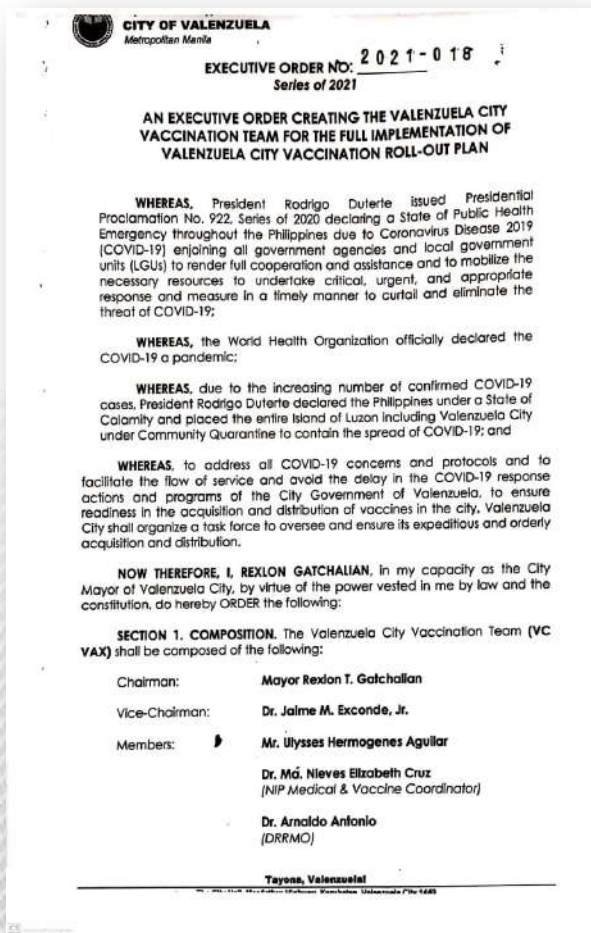 CITY OF VALENZUELA
Metropolitan Manila
EXECUTIVE ORDER NO: 2021-018
Series of 2021
AN EXECUTIVE ORDER CREATING THE VALENZUELA CITY
VACCINATION TEAM FOR THE FULL IMPLEMENTATION OF
VALENZUELA CITY VACCINATION ROLL-OUT PLAN
WHEREAS, President Rodrigo Duterte issued Presidential
Proclamation No. 922, Series of 2020 declaring a State of Public Health
Emergency throughout the Philippines due to Coronavirus Disease 2019
(COVID-19) enjoining all government agencies and local government
units (LGUs) to render full cooperation and assistance and to mobilize the
necessary resources to undertake critical, urgent, and appropriate
response and measure in a timely manner to curtail and eliminate the
threat of COVID-19;
WHEREAS, the World Health Organization officially declared the
COVID-19 a pandemic;
WHEREAS, due to the increasing number of confirmed COVID-19
cases, President Rodrigo Duterte declared the Philippines under a State of
Calamity and placed the entire Island of Luzon including Valenzuela City
under Community Quarantine to contain the spread of COVID-19; and
WHEREAS, to address all COVID-19 concerns and protocols and to
facilitate the flow of service and avoid the delay in the COVID-19 response
actions and programs of the City Government of Valenzuela, to ensure
readiness in the acquisition and distribution of vaccines in the city, Valenzuela
City shall organize a task force to oversee and ensure its expeditious and orderly
acquisition and distribution.
NOW THEREFORE, I, REXLON GATCHALIAN, in my capacity as the City
Mayor of Valenzuela City, by virtue of the power vested in me by law and the
constitution, do hereby ORDER the following:
SECTION 1. COMPOSITION. The Valenzuela City Vaccination Team (VC
VAX) shall be composed of the following:
Chairman: Mayor Rexlon T. Gatchalian
Vice-Chairman: Dr. Jaime M. Exconde, Jr.
Members: Mr. Ulysses Hermogenes Aguilar
Dr. Ma. Nieves Elizabeth Cruz
(NIP Medical & Vaccine Coordinator)
Dr. Arnaldo Antonio
(DRRMO)
Tayona, Valenzuela!